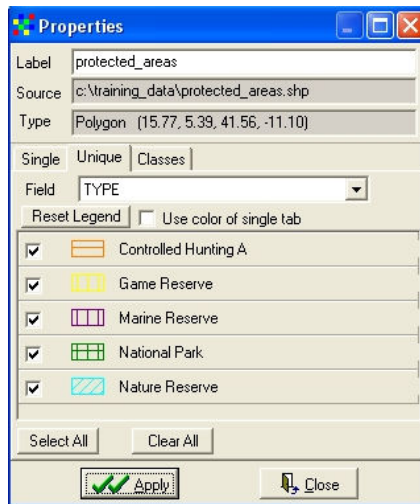 Properties
Label protected_areas
Source c:\training_data\protected_areas.shp
Type Polygon (15.77, 5.39, 41.56, -11.10)
Single Unique Classes
Field TYPE
Reset Legend Use color of single tab
Controlled Hunting A
Game Reserve
Marine Reserve
National Park
Nature Reserve
Select All Clear All
Apply Close